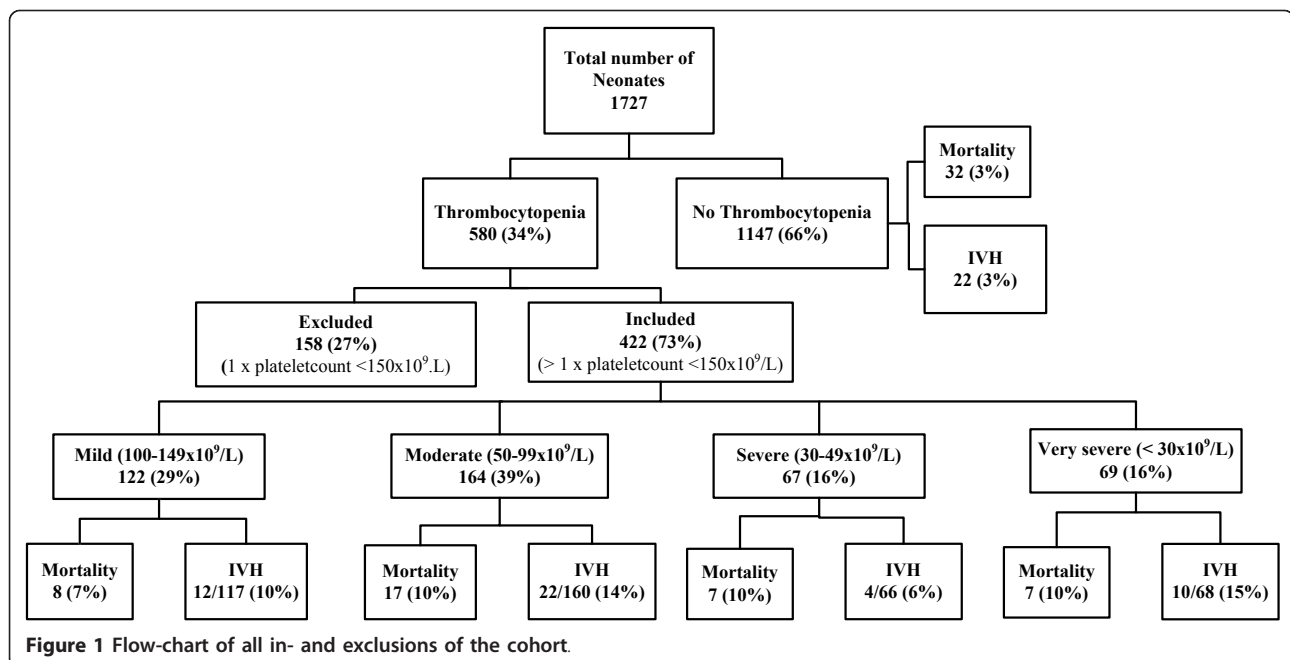 Total number of
Neonates
1727
Mortality
32 (3%)
Thrombocytopenia
580 (34%)
No Thrombocytopenia
1147 (66%)
IVH
22 (3%)
Excluded
158 (27%)
(1 x plateletcount <150x10⁹.L)
Included
422 (73%)
(> 1 x plateletcount <150x10⁹/L)
Mild (100-149x10⁹/L)
122 (29%)
Moderate (50-99x10⁹/L)
164 (39%)
Severe (30-49x10⁹/L)
67 (16%)
Very severe (< 30x10⁹/L)
69 (16%)
Mortality
8 (7%)
IVH
12/117 (10%)
Mortality
17 (10%)
IVH
22/160 (14%)
Mortality
7 (10%)
IVH
4/66 (6%)
Mortality
7 (10%)
IVH
10/68 (15%)
Figure 1 Flow-chart of all in- and exclusions of the cohort.